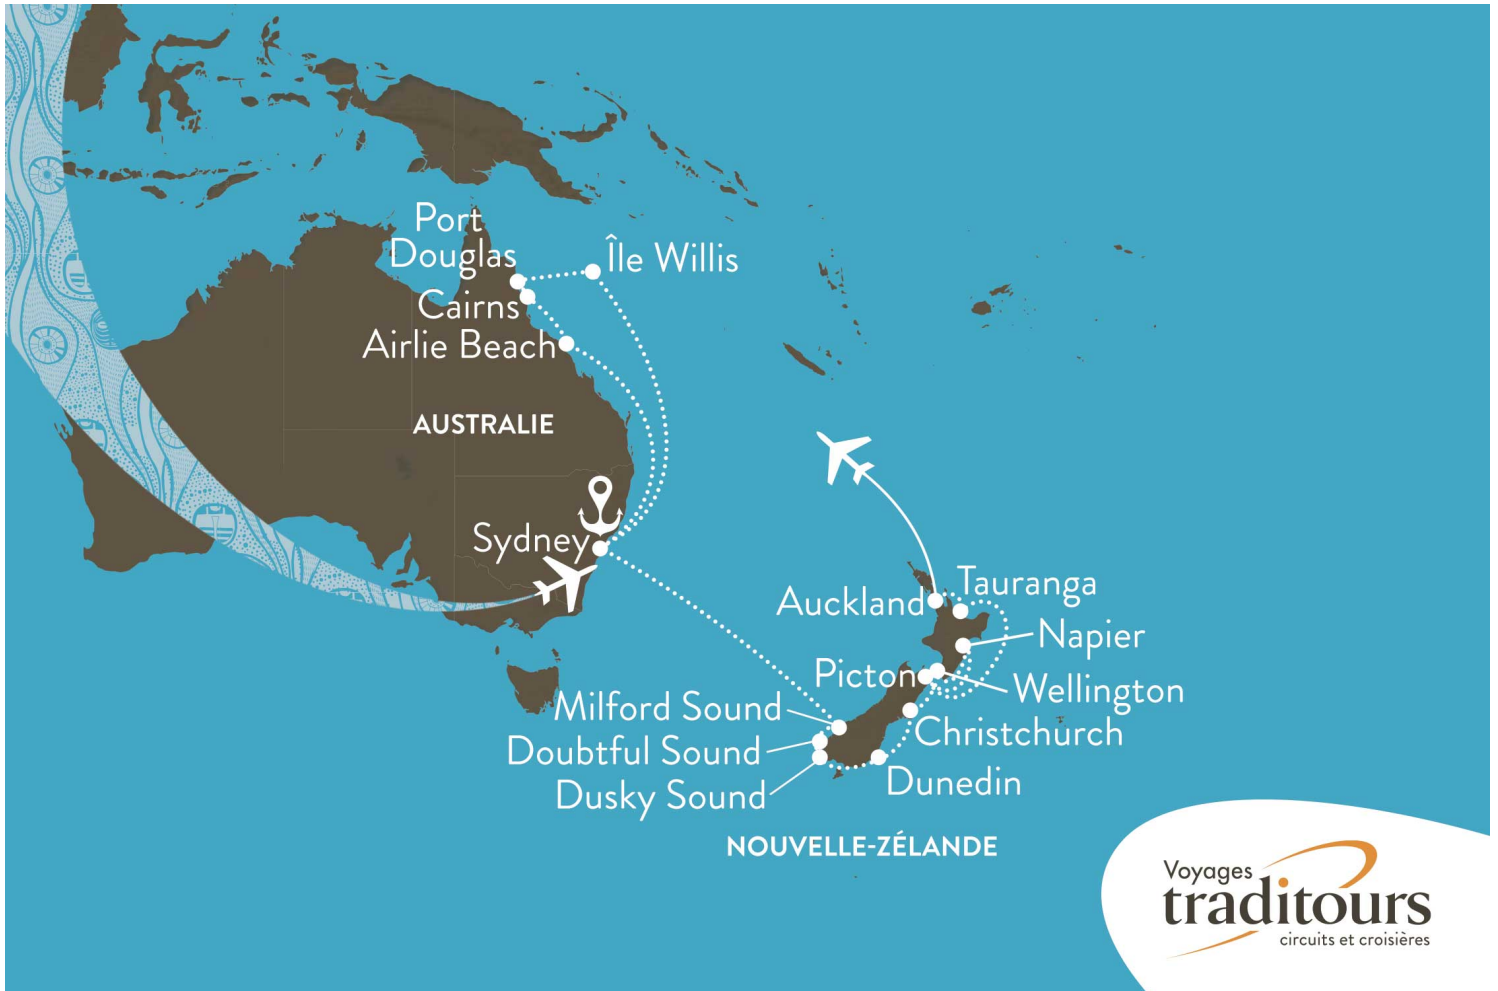 Port
Douglas
Île Willis
Cairns
Airlie Beach
AUSTRALIE
Sydney
Tauranga
Auckland
Napier
Picton
Wellington
Milford Sound
Christchurch
Doubtful Sound
Dusky Sound
Dunedin
NOUVELLE-ZÉLANDE
Voyages
traditours
circuits et croisières